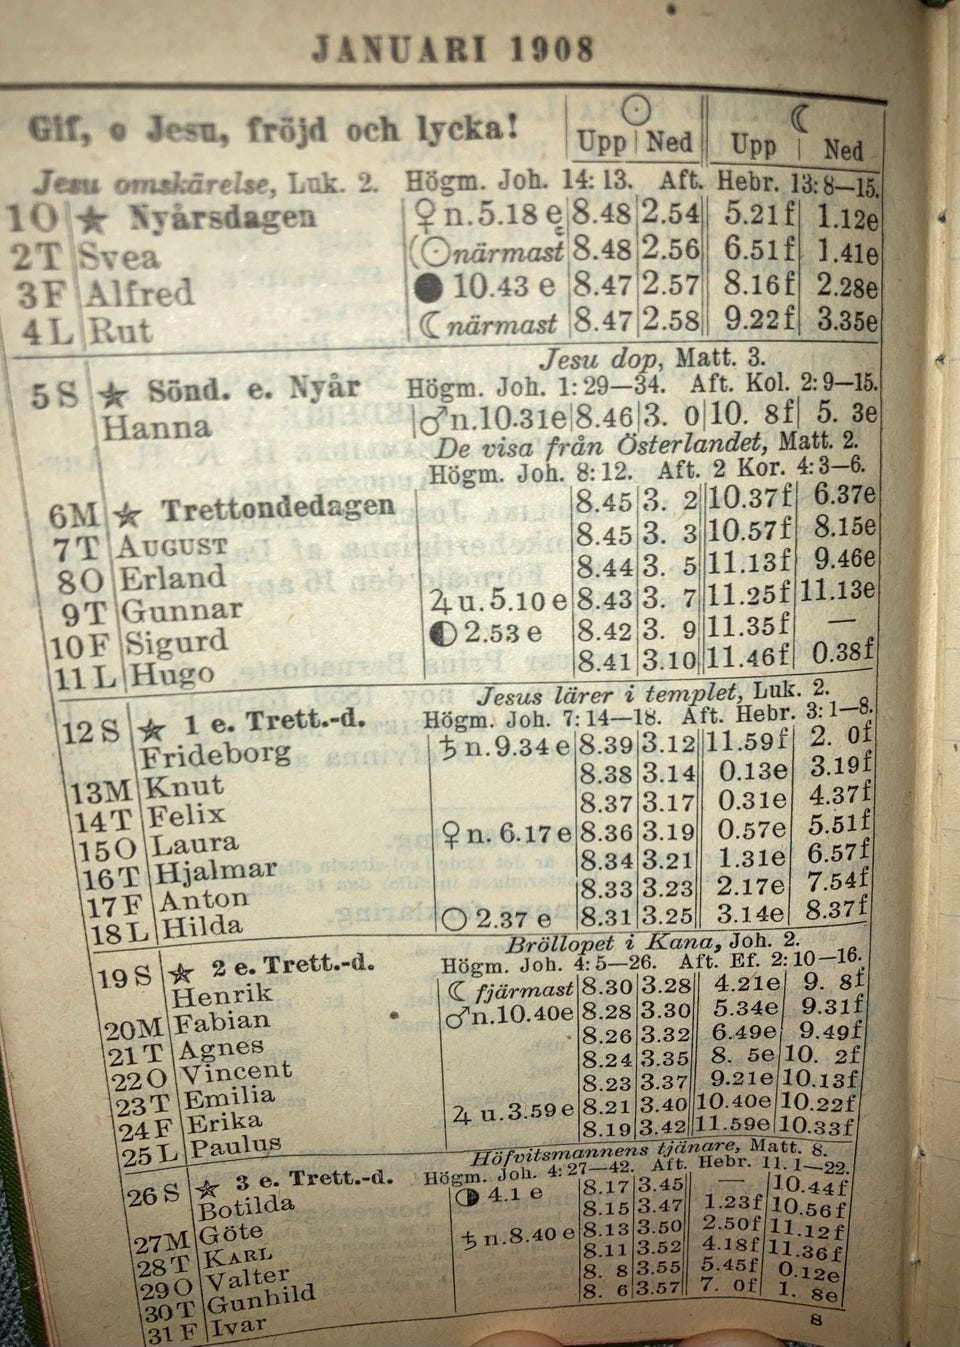 JANUARI 1908
Gif, o Jesu, fröjd och lycka! ☉ ☾
Upp Ned Upp Ned
Jesu omskärelse, Luk. 2. Högm. Joh. 14: 13. Aft. Hebr. 13: 8—15.
1 O ★ Nyårsdagen ♀ n. 5.18 e 8.48 2.54 5.21 f 1.12e
2 T Svea (☉närmast 8.48 2.56 6.51 f 1.41e
3 F Alfred ● 10.43 e 8.47 2.57 8.16 f 2.28e
4 L Rut ☾ närmast 8.47 2.58 9.22 f 3.35e
Jesu dop, Matt. 3.
5 S ★ Sönd. e. Nyår Högm. Joh. 1: 29—34. Aft. Kol. 2: 9—15.
Hanna ♂ n. 10.31e 8.46 3. 0 10. 8f 5. 3e
De visa från Österlandet, Matt. 2.
Högm. Joh. 8: 12. Aft. 2 Kor. 4: 3—6.
6M ★ Trettondedagen 8.45 3. 2 10.37f 6.37e
7 T AUGUST 8.45 3. 3 10.57f 8.15e
8O Erland 8.44 3. 5 11.13f 9.46e
9 T Gunnar ♃ u. 5.10 e 8.43 3. 7 11.25f 11.13e
10 F Sigurd ◐ 2.53 e 8.42 3. 9 11.35f —
11 L Hugo 8.41 3.10 11.46f 0.38f
Jesus lärer i templet, Luk. 2.
12 S ★ 1 e. Trett.-d. Högm. Joh. 7: 14—18. Aft. Hebr. 3: 1—8.
Frideborg ♄ n. 9.34 e 8.39 3.12 11.59f 2. 0f
13M Knut 8.38 3.14 0.13e 3.19f
14 T Felix 8.37 3.17 0.31e 4.37f
15O Laura ♀ n. 6.17 e 8.36 3.19 0.57e 5.51f
16 T Hjalmar 8.34 3.21 1.31e 6.57f
17 F Anton 8.33 3.23 2.17e 7.54f
18 L Hilda ○ 2.37 e 8.31 3.25 3.14e 8.37f
Bröllopet i Kana, Joh. 2.
19 S ★ 2 e. Trett.-d. Högm. Joh. 4: 5—26. Aft. Ef. 2: 10—16.
Henrik ☾ fjärmast 8.30 3.28 4.21e 9. 8f
20M Fabian ♂ n. 10.40e 8.28 3.30 5.34e 9.31f
21 T Agnes 8.26 3.32 6.49e 9.49f
22 O Vincent 8.24 3.35 8. 5e 10. 2f
23 T Emilia 8.23 3.37 9.21e 10.13f
24 F Erika ♃ u. 3.59 e 8.21 3.40 10.40e 10.22f
25 L Paulus 8.19 3.42 11.59e 10.33f
Höfvitsmannens tjänare, Matt. 8.
26 S ★ 3 e. Trett.-d. Högm. Joh. 4: 27—42. Aft. Hebr. 11. 1—22.
Botilda ◑ 4.1 e 8.17 3.45 — 10.44f
27M Göte 8.15 3.47 1.23f 10.56f
28 T KARL ♄ n. 8.40 e 8.13 3.50 2.50f 11.12f
29O Valter 8.11 3.52 4.18f 11.36f
30 T Gunhild 8. 8 3.55 5.45f 0.12e
31 F Ivar 8. 6 3.57 7. 0f 1. 8e
8